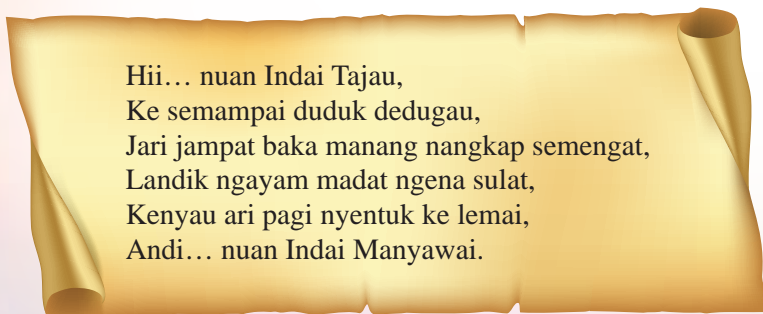 Hii… nuan Indai Tajau,
Ke semampai duduk dedugau,
Jari jampat baka manang nangkap semengat,
Landik ngayam madat ngena sulat,
Kenyau ari pagi nyentuk ke lemai,
Andi… nuan Indai Manyawai.